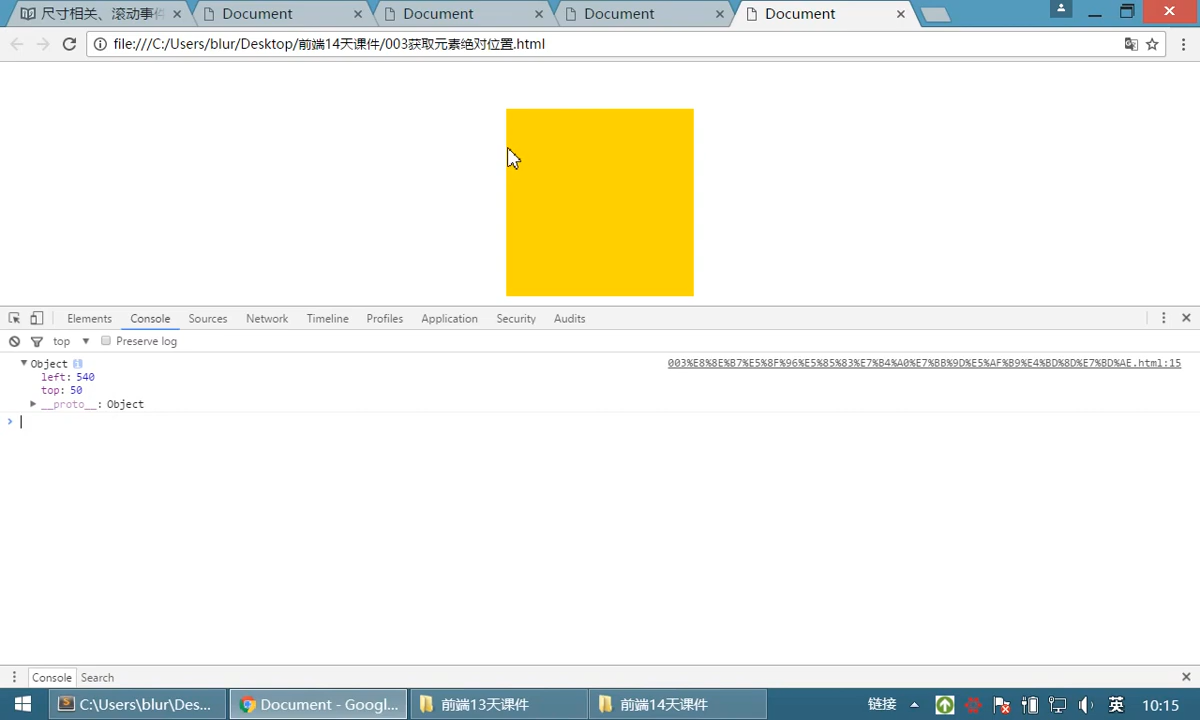 尺寸相关、滚动事件
Document
Document
Document
Document
file:///C:/Users/blur/Desktop/前端14天课件/003获取元素绝对位置.html
Elements Console Sources Network Timeline Profiles Application Security Audits
top ▼ Preserve log
▼Object i 003%E8%8E%B7%E5%8F%96%E5%85%83%E7%B4%A0%E7%BB%9D%E5%AF%B9%E4%BD%8D%E7%BD%AE.html:15
left: 540
top: 50
▶ __proto__: Object
Console Search
C:\Users\blur\Des...
Document - Googl...
前端13天课件
前端14天课件
链接
英
10:15